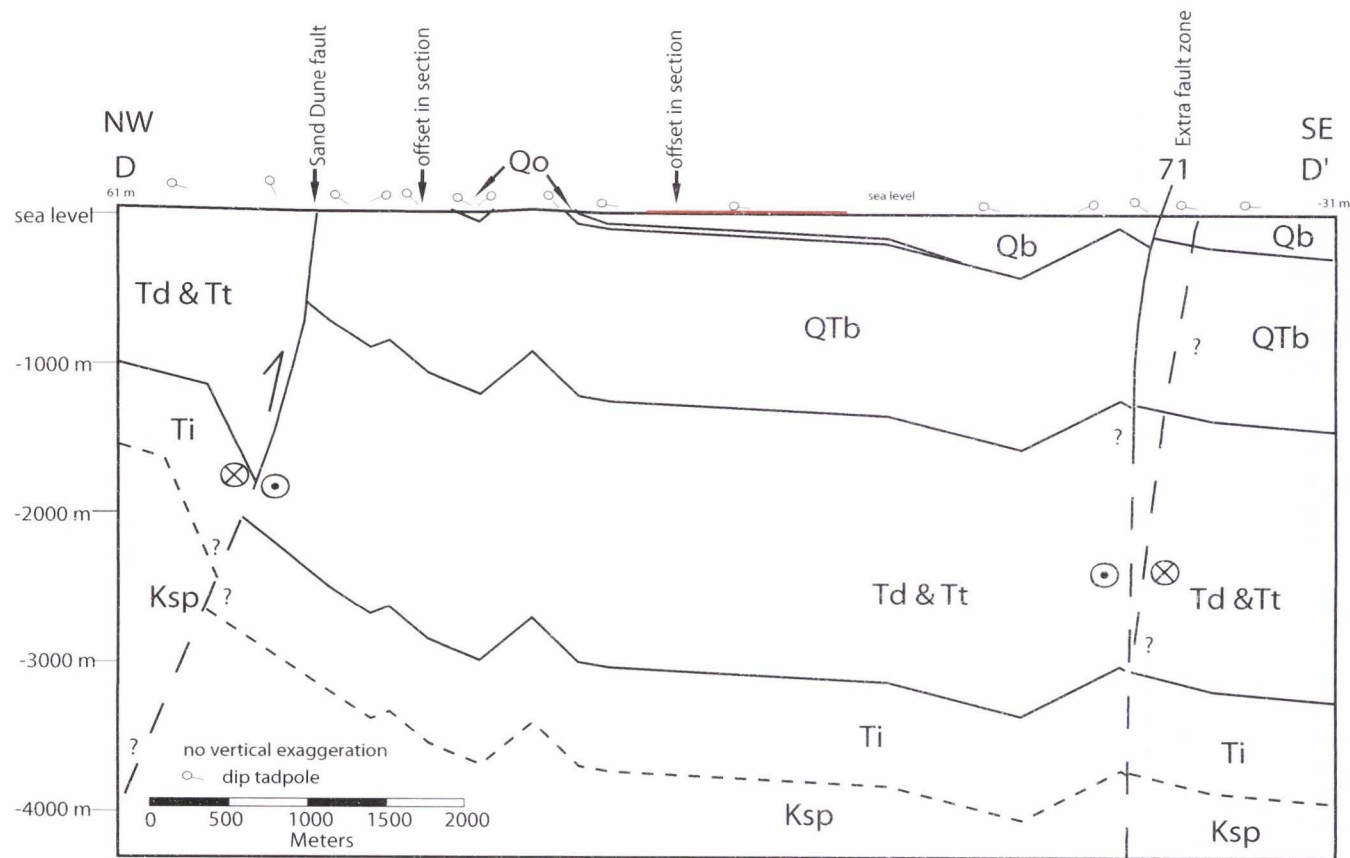 Sand Dune fault
offset in section
offset in section
Extra fault zone
NW
D
61 m
Qo
71
SE
D'
-31 m
sea level
sea level
Qb
Qb
Td & Tt
QTb
QTb
?
-1000 m
Ti
?
-2000 m
?
Ksp
?
Td & Tt
Td &Tt
?
-3000 m
Ti
Ti
?
no vertical exaggeration
dip tadpole
-4000 m
0 500 1000 1500 2000
Meters
Ksp
Ksp